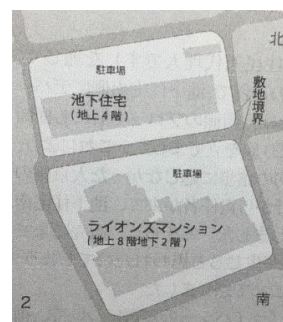 北
駐車場
池下住宅
(地上4階)
敷地境界
駐車場
ライオンズマンション
(地上8階地下2階)
2
南